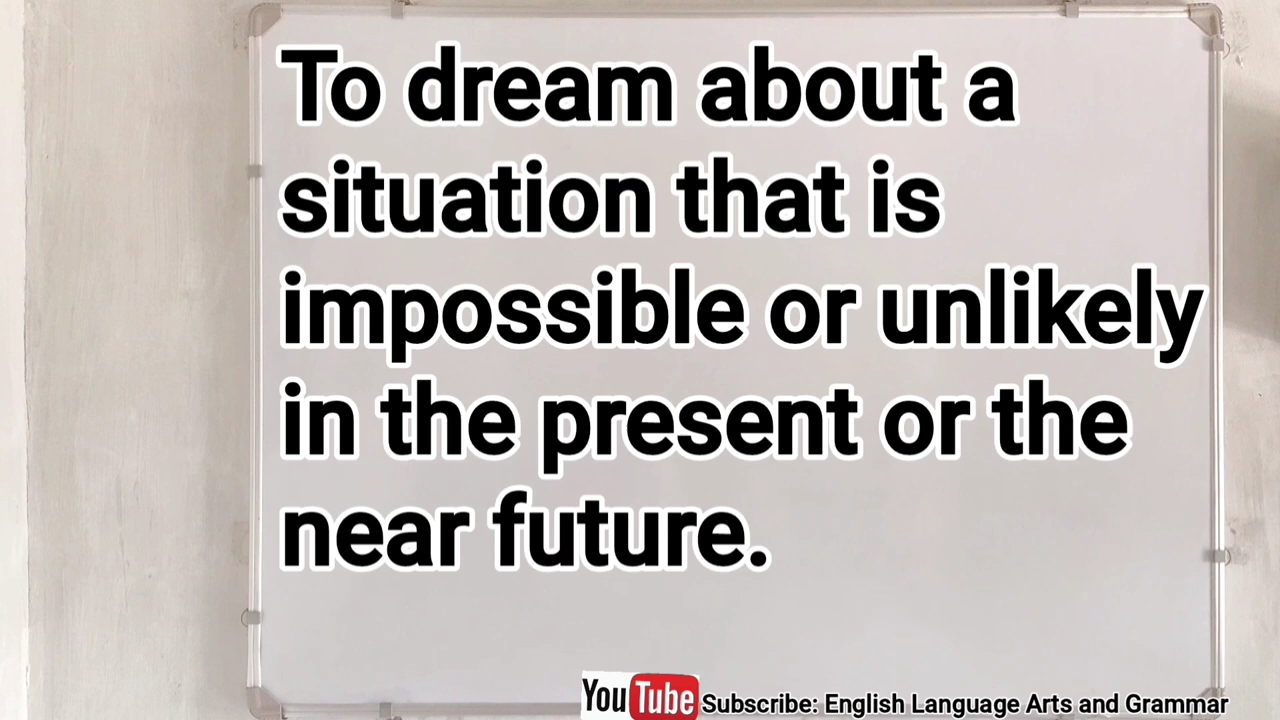 To dream about a
situation that is
impossible or unlikely
in the present or the
near future.
YouTube Subscribe: English Language Arts and Grammar